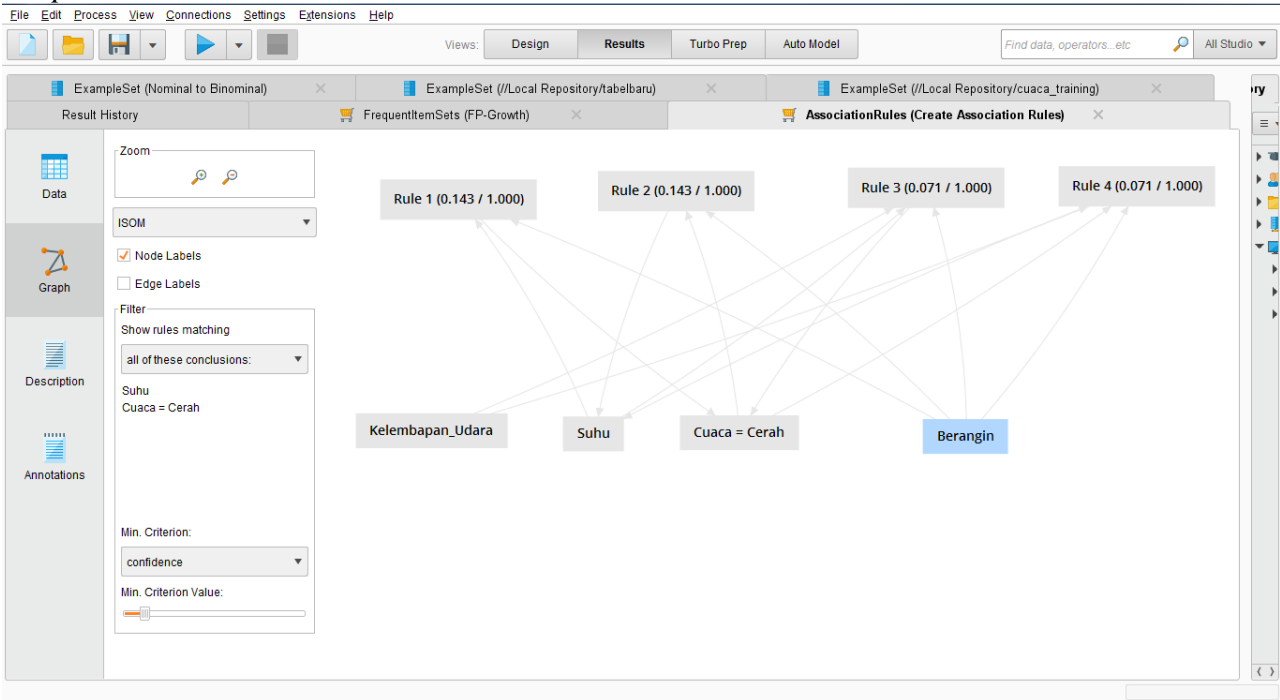 File Edit Process View Connections Settings Extensions Help
Views: Design Results Turbo Prep Auto Model Find data, operators...etc All Studio
ExampleSet (Nominal to Binominal) ExampleSet (//Local Repository/tabelbaru) ExampleSet (//Local Repository/cuaca_training)
Result History FrequentItemSets (FP-Growth) AssociationRules (Create Association Rules)
Data
Graph
Description
Annotations
Zoom
ISOM
Node Labels
Edge Labels
Filter
Show rules matching
all of these conclusions:
Suhu
Cuaca = Cerah
Min. Criterion:
confidence
Min. Criterion Value:
Rule 1 (0.143 / 1.000)
Rule 2 (0.143 / 1.000)
Rule 3 (0.071 / 1.000)
Rule 4 (0.071 / 1.000)
Kelembapan_Udara
Suhu
Cuaca = Cerah
Berangin